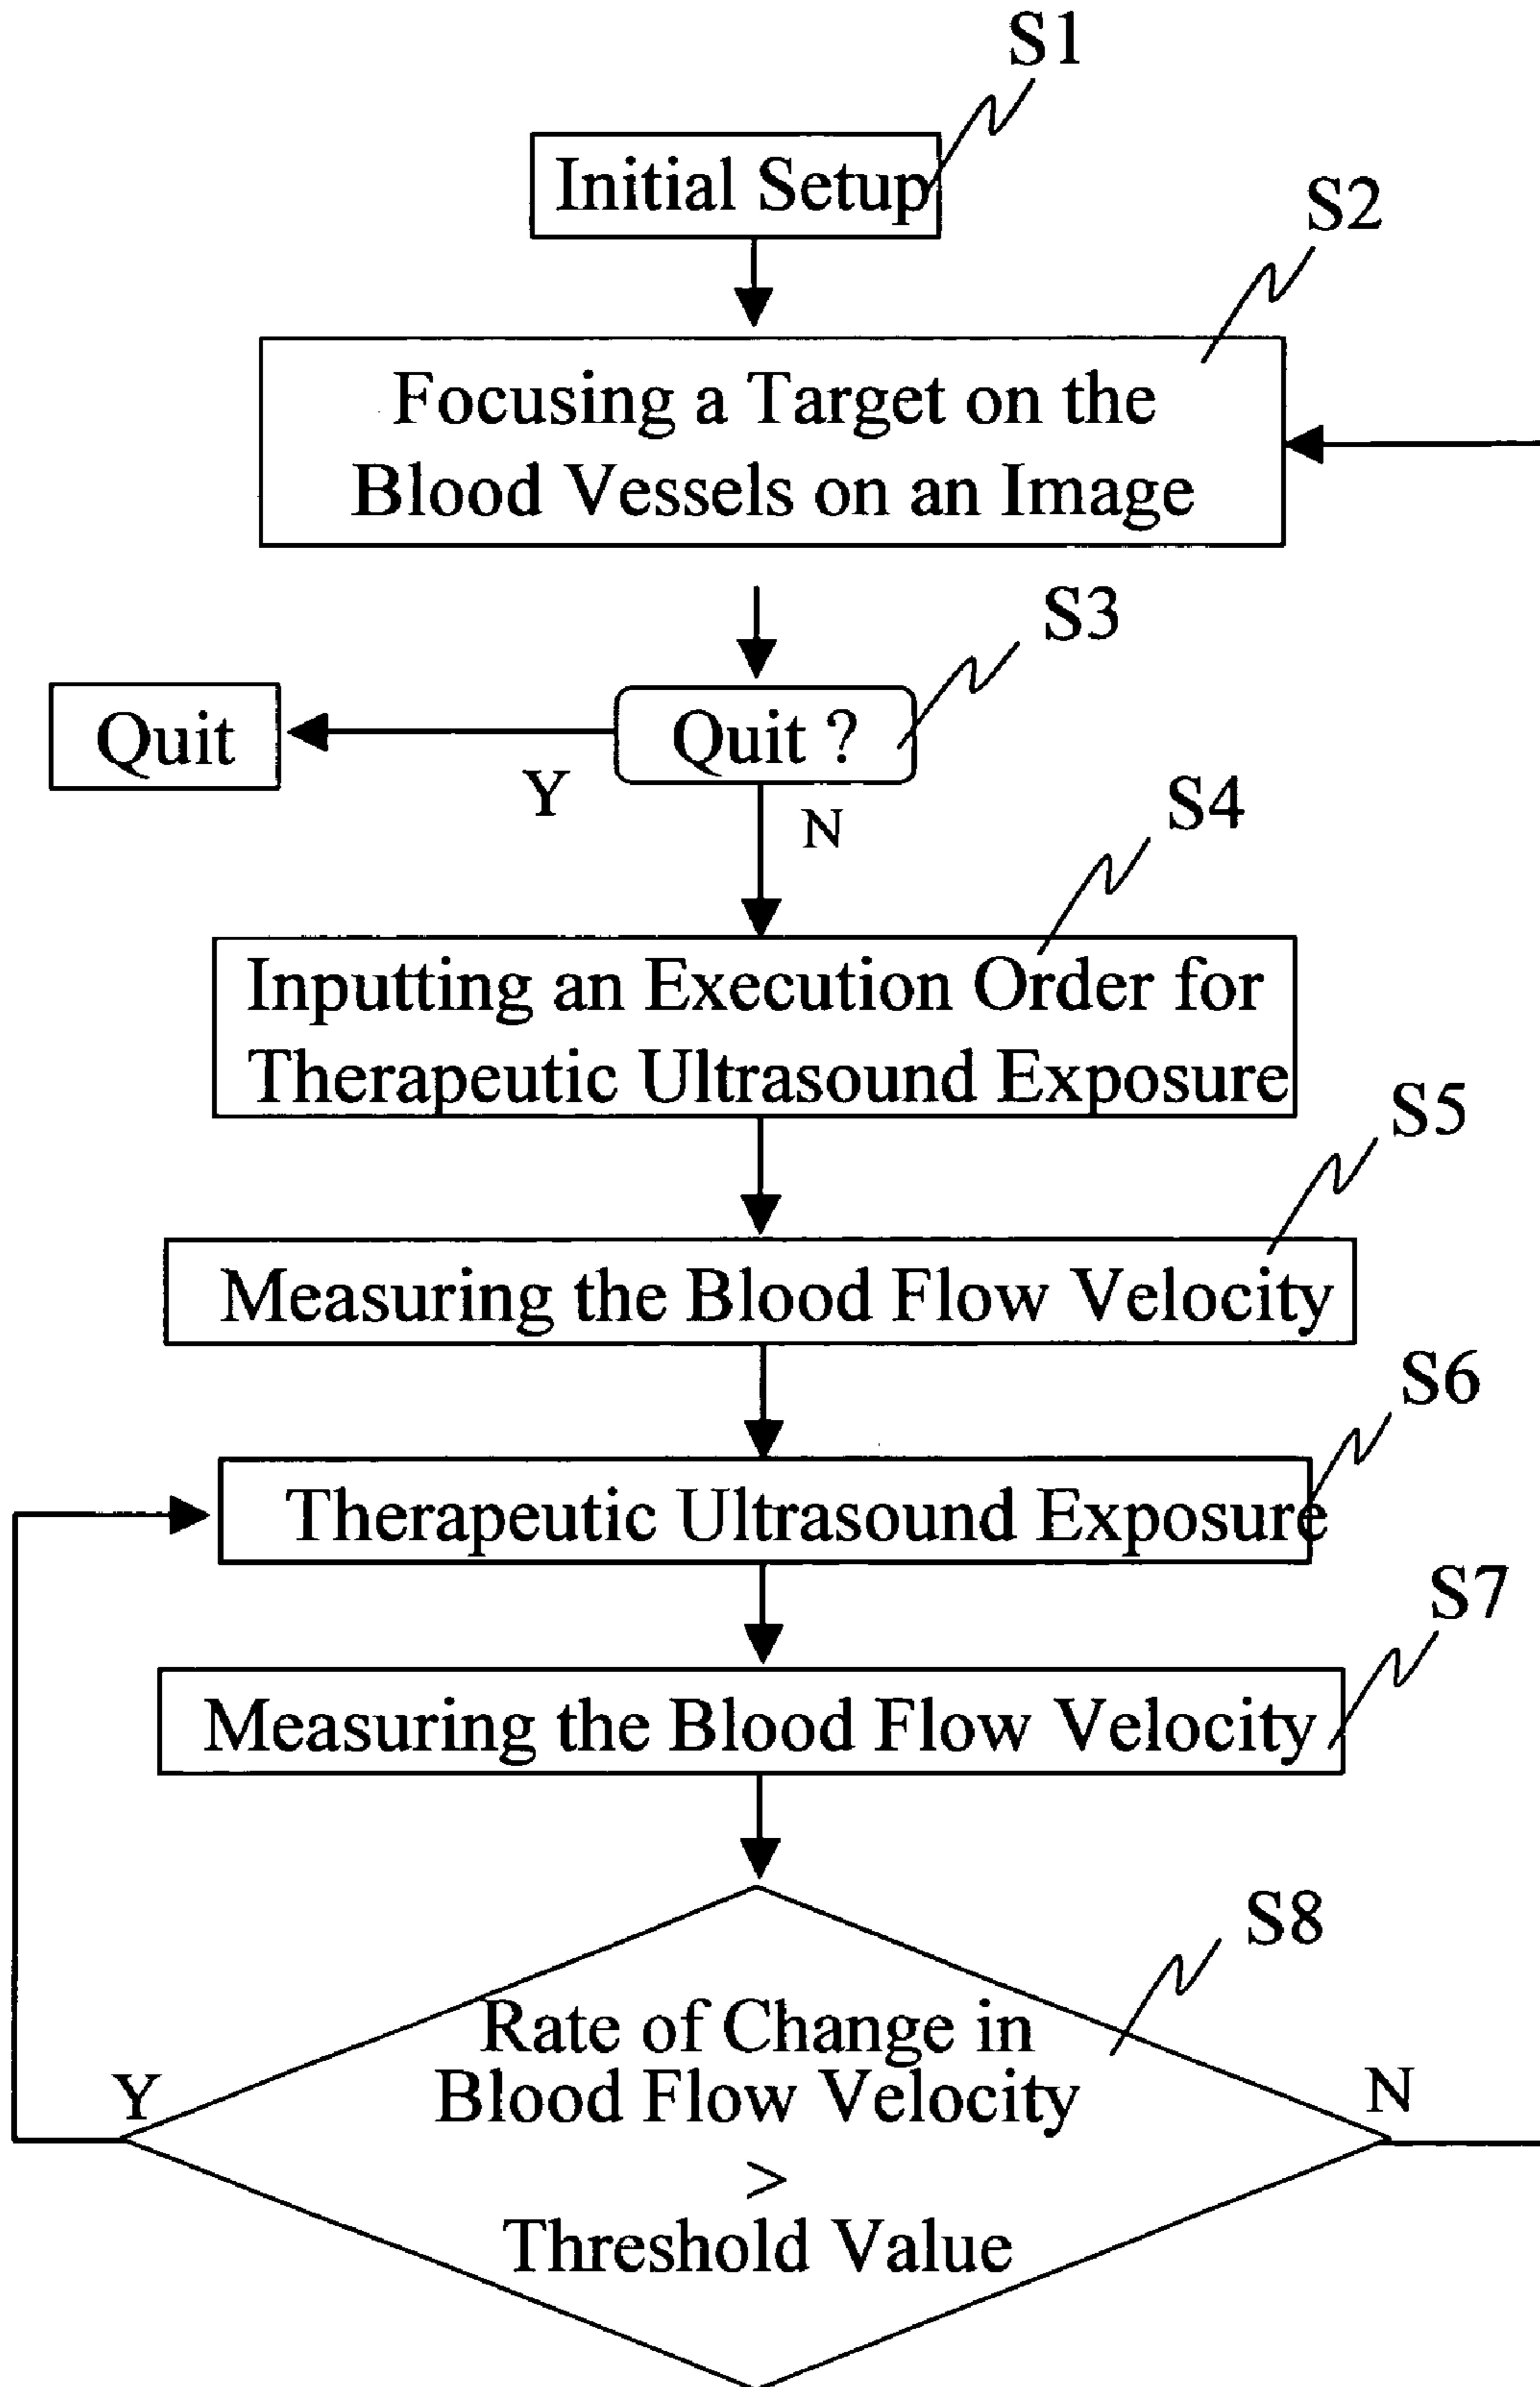 S1
Initial Setup
S2
Focusing a Target on the
Blood Vessels on an Image
S3
Quit
Quit ?
Y
N
S4
Inputting an Execution Order for
Therapeutic Ultrasound Exposure
S5
Measuring the Blood Flow Velocity
S6
Therapeutic Ultrasound Exposure
S7
Measuring the Blood Flow Velocity
S8
Rate of Change in
Blood Flow Velocity
>
Threshold Value
Y
N